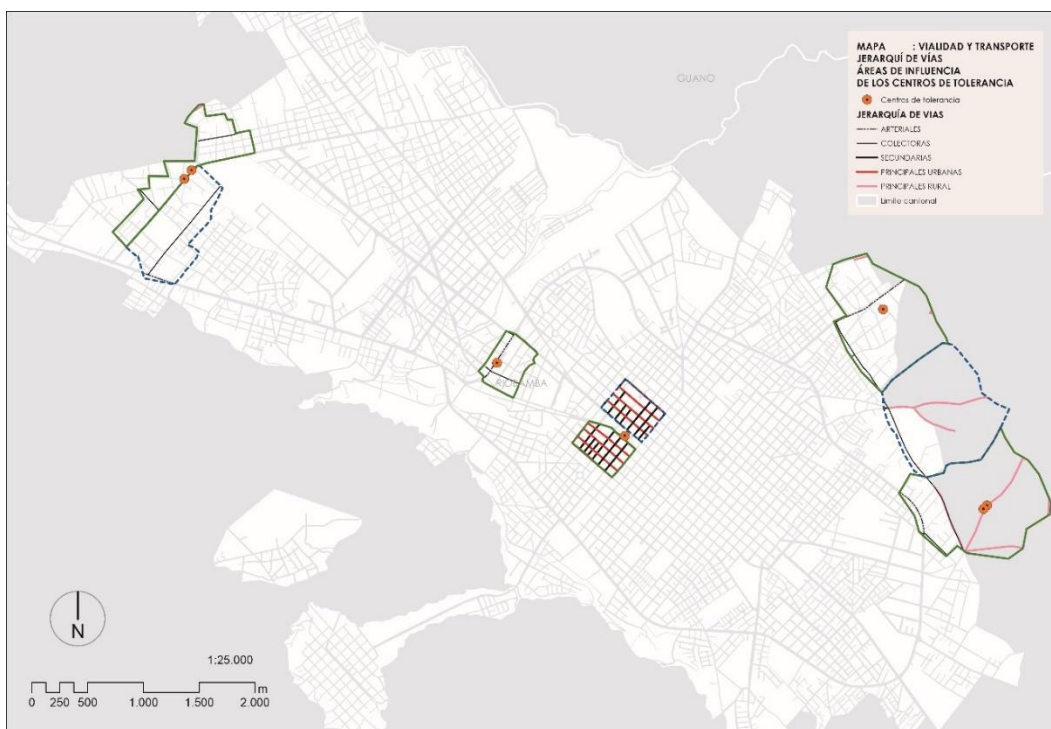 MAPA : VIALIDAD Y TRANSPORTE
JERARQUÍ DE VÍAS
ÁREAS DE INFLUENCIA
DE LOS CENTROS DE TOLERANCIA
Centros de tolerancia
JERARQUÍA DE VIAS
ARTERIALES
COLECTORAS
SECUNDARIAS
PRINCIPALES URBANAS
PRINCIPALES RURAL
Limite cantonal
GUANO
RIOBAMBA
N
1:25.000
0 250 500 1.000 1.500 2.000 m